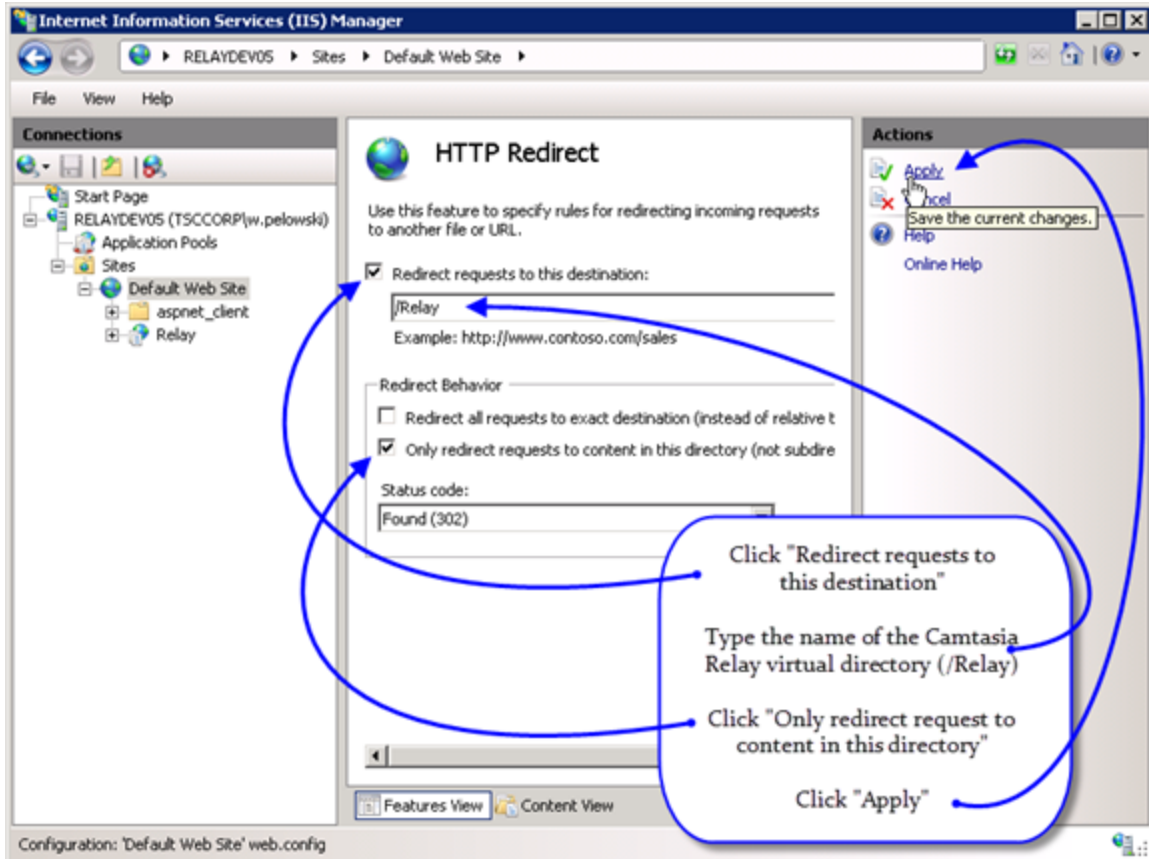 Internet Information Services (IIS) Manager
RELAYDEV05 Sites Default Web Site
File View Help
Connections
Start Page
RELAYDEV05 (TSCCORP\w.pelowski)
Application Pools
Sites
Default Web Site
aspnet_client
Relay
HTTP Redirect
Use this feature to specify rules for redirecting incoming requests
to another file or URL.
Redirect requests to this destination:
/Relay
Example: http://www.contoso.com/sales
Redirect Behavior
Redirect all requests to exact destination (instead of relative t
Only redirect requests to content in this directory (not subdire
Status code:
Found (302)
Features View Content View
Actions
Apply
ncel
Save the current changes.
Help
Online Help
Click "Redirect requests to
this destination"
Type the name of the Camtasia
Relay virtual directory (/Relay)
Click "Only redirect request to
content in this directory"
Click "Apply"
Configuration: 'Default Web Site' web.config